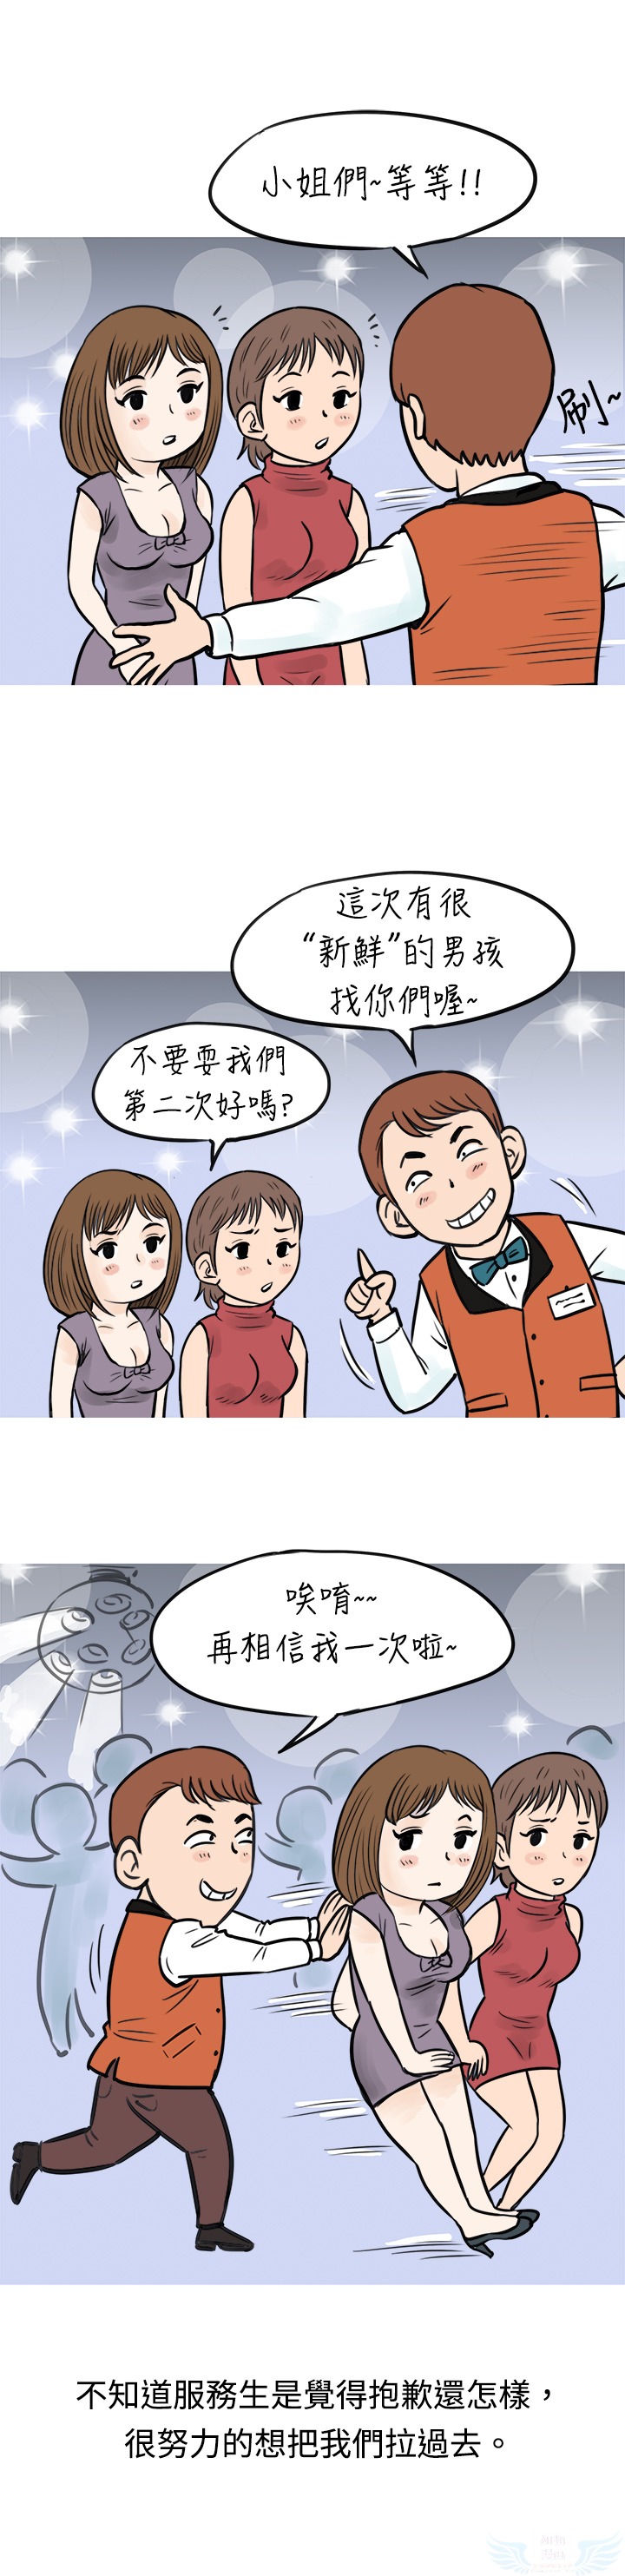 小姐們~等等!!
刷~
這次有很
“新鮮”的男孩
找你們喔~
不要耍我們
第二次好嗎?
唉唷~~
再相信我一次啦~
不知道服務生是覺得抱歉還怎樣，
很努力的想把我們拉過去。